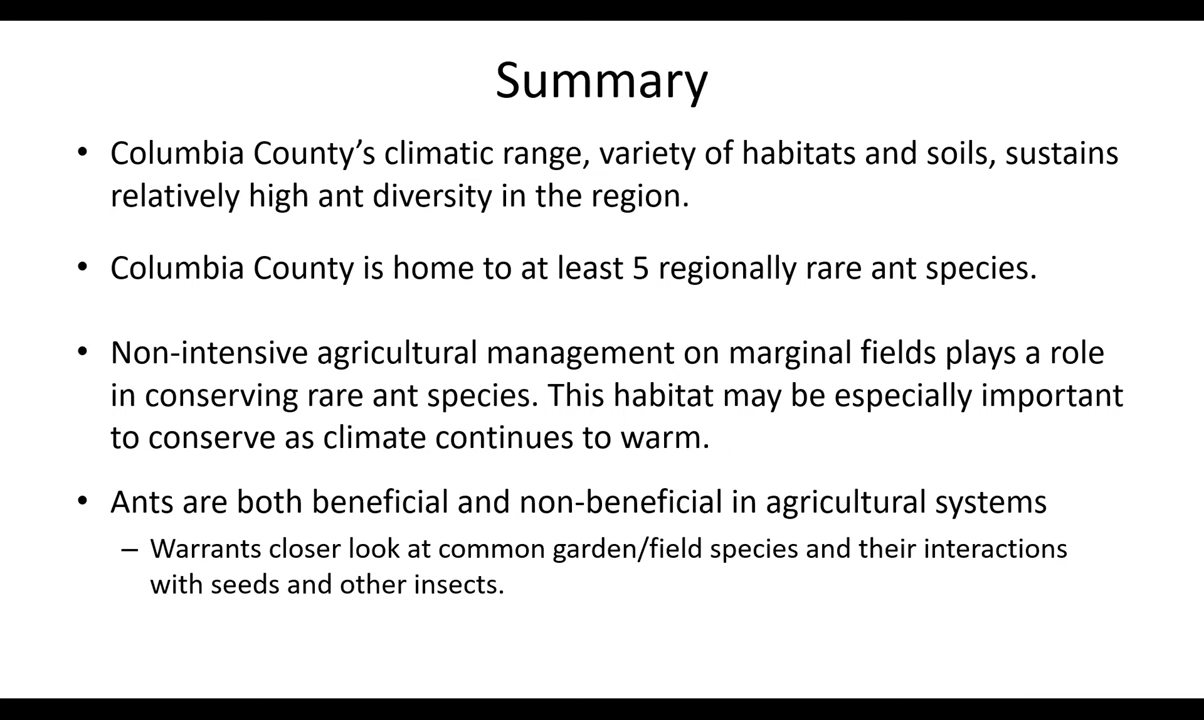 Summary
• Columbia County’s climatic range, variety of habitats and soils, sustains
relatively high ant diversity in the region.
• Columbia County is home to at least 5 regionally rare ant species.
• Non-intensive agricultural management on marginal fields plays a role
in conserving rare ant species. This habitat may be especially important
to conserve as climate continues to warm.
• Ants are both beneficial and non-beneficial in agricultural systems
– Warrants closer look at common garden/field species and their interactions
with seeds and other insects.